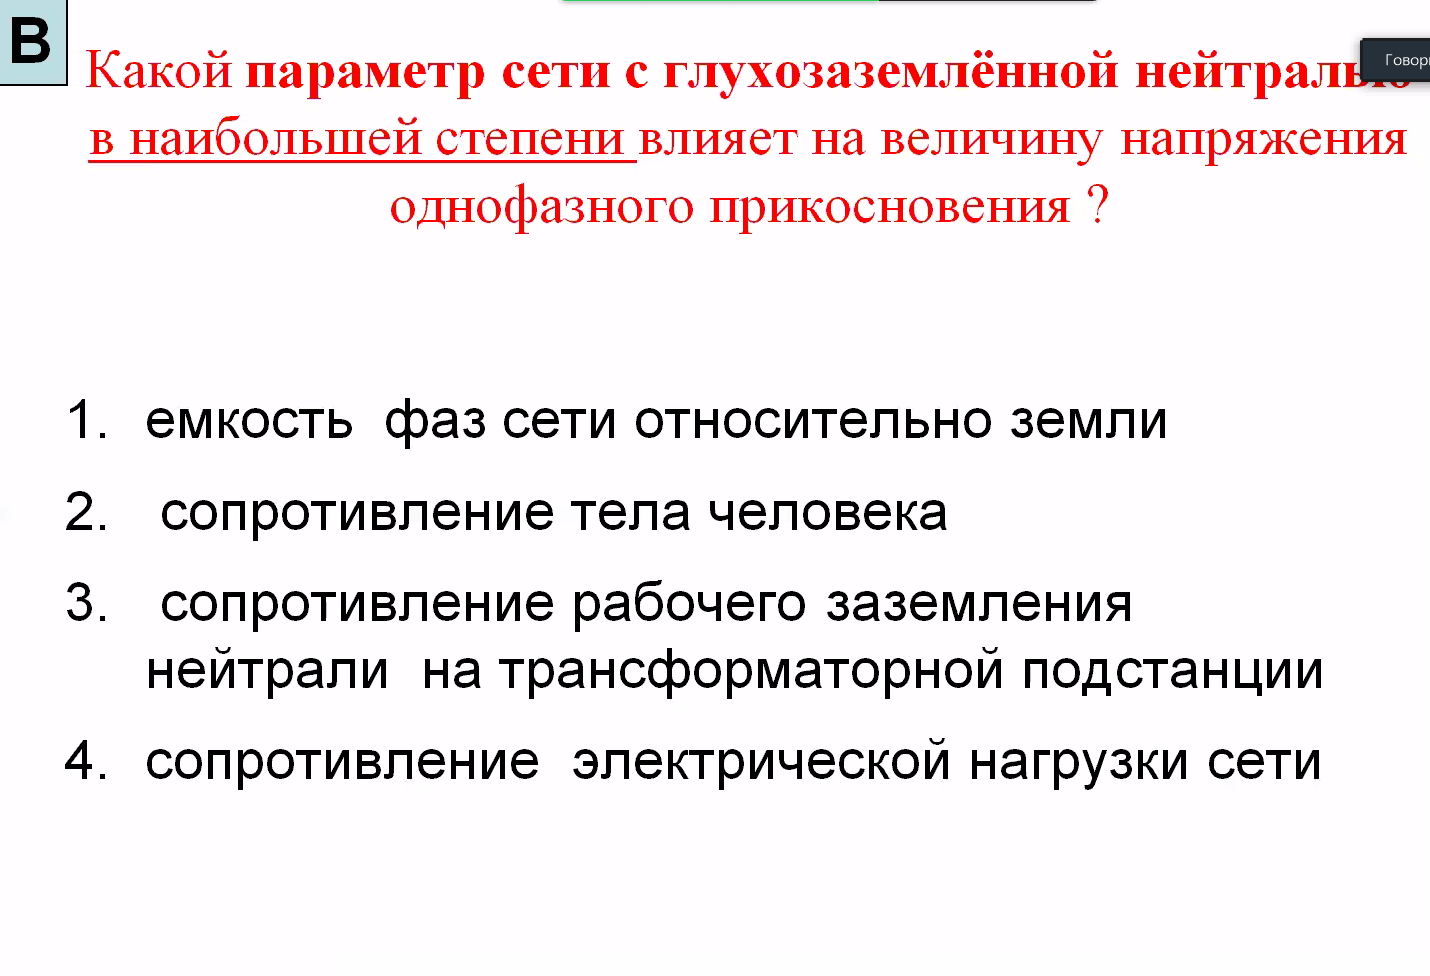 В
Какой параметр сети с глухозаземлённой
в наибольшей степени влияет на величину напряжения
однофазного прикосновения ?
1. емкость фаз сети относительно земли
2. сопротивление тела человека
3. сопротивление рабочего заземления
нейтрали на трансформаторной подстанции
4. сопротивление электрической нагрузки сети